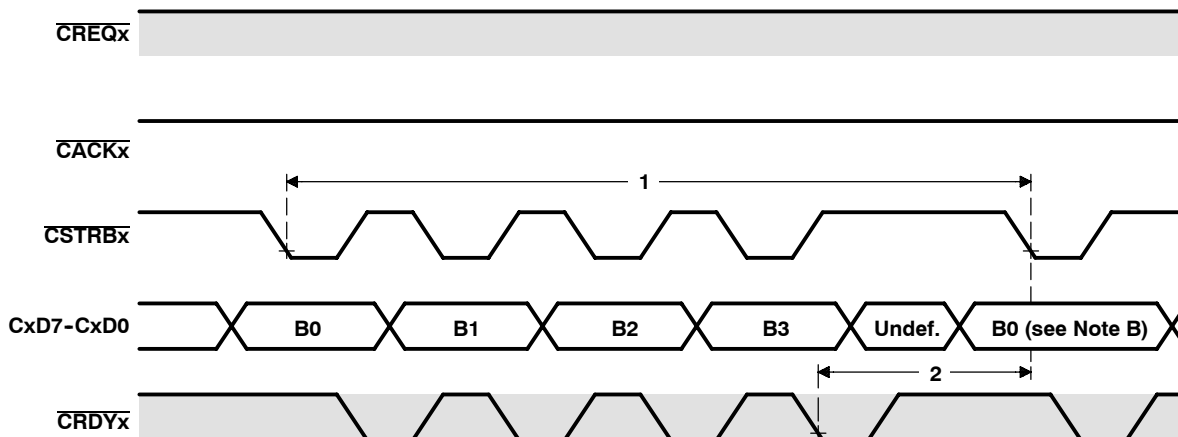 CREQx
CACKx
1
CSTRBx
CxD7-CxD0
B0
B1
B2
B3
Undef.
B0 (see Note B)
2
CRDYx